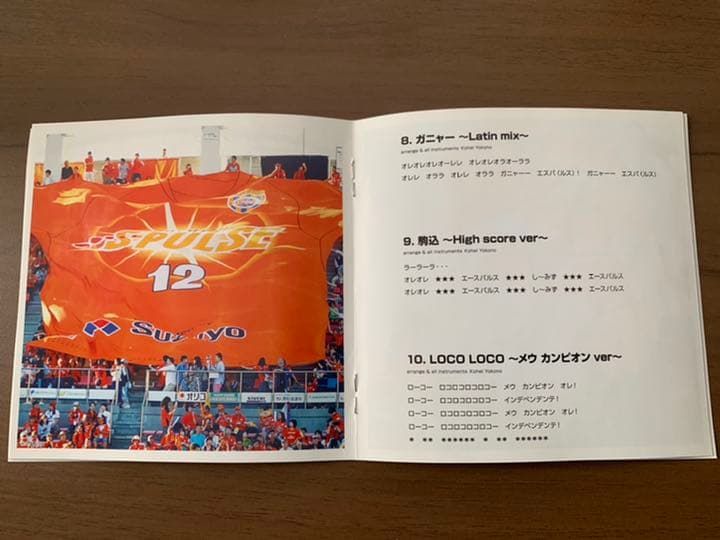 S-PULSE
12
Suzuyo
オリコ
8. ガニャー 〜Latin mix〜
arrange & all instruments Kohei Yokono
オレオレオレオーレレ オレオレオラオーララ
オレレ オララ オレレ オララ ガニャーー エスパ（ルス）！ ガニャーー エスパ（ルス）
9. 駒込 〜High score ver〜
arrange & all instruments Kohei Yokono
ラーラーラ・・・
オレオレ ★★★ エースパルス ★★★ し〜みず ★★★ エースパルス
オレオレ ★★★ エースパルス ★★★ し〜みず ★★★ エースパルス
10. LOCO LOCO 〜メウ カンピオン ver〜
arrange & all instruments Kohei Yokono
ローコー ロコロコロコロコー メウ カンピオン オレ！
ローコー ロコロコロコロコー インデペンデンテ！
ローコー ロコロコロコロコー メウ カンピオン オレ！
ローコー ロコロコロコロコー インデペンデンテ！
＊ ＊＊ ＊＊＊＊＊＊ ＊ ＊＊ ＊＊＊＊＊＊